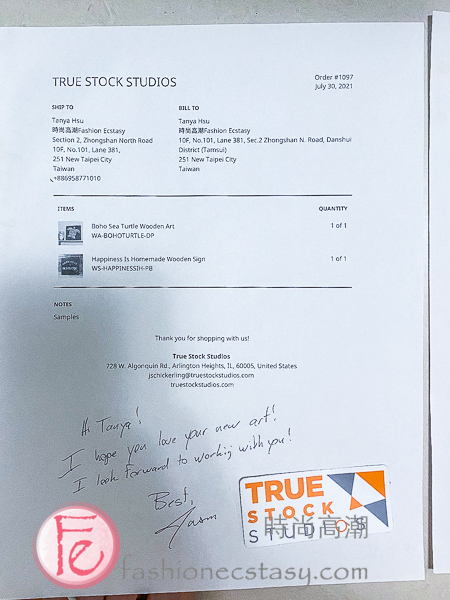 TRUE STOCK STUDIOS
Order #1097
July 30, 2021
SHIP TO
Tanya Hsu
時尚高潮Fashion Ecstasy
Section 2, Zhongshan North Road
10F, No.101, Lane 381,
251 New Taipei City
Taiwan
+886958771010
BILL TO
Tanya Hsu
時尚高潮Fashion Ecstasy
10F, No.101, Lane 381, Sec.2 Zhongshan N. Road, Danshui
District (Tamsui)
251 New Taipei City
Taiwan
ITEMS
QUANTITY
Boho Sea Turtle Wooden Art
WA-BOHOTURTLE-DP
1 of 1
Happiness Is Homemade Wooden Sign
WS-HAPPINESSIH-PB
1 of 1
NOTES
Samples
Thank you for shopping with us!
True Stock Studios
728 W. Algonquin Rd., Arlington Heights, IL, 60005, United States
jschickerling@truestockstudios.com
truestockstudios.com
Hi Tanya!
I hope you love your new art!
I look forward to working with you!
Best,
Jason
TRUE
STOCK
STUDIOS
Fe
時尚高潮
fashionecstasy.com